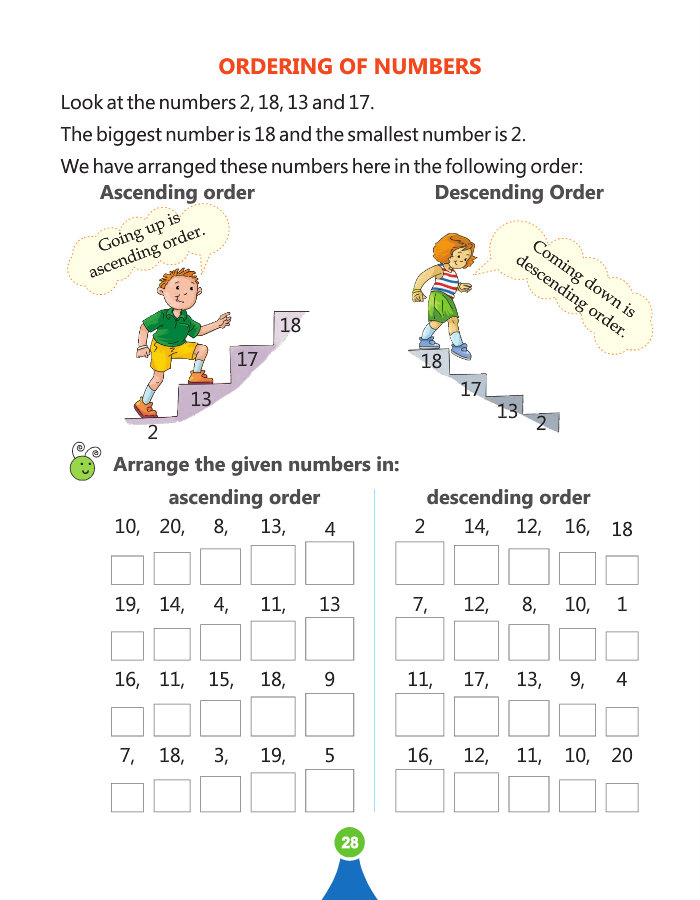 ORDERING OF NUMBERS
Look at the numbers 2, 18, 13 and 17.
The biggest number is 18 and the smallest number is 2.
We have arranged these numbers here in the following order:
Ascending order
Going up is
ascending order.
2
13
17
18
Descending Order
Coming down is
descending order.
18
17
13
2
Arrange the given numbers in:
ascending order
10, 20, 8, 13, 4
19, 14, 4, 11, 13
16, 11, 15, 18, 9
7, 18, 3, 19, 5
descending order
2 14, 12, 16, 18
7, 12, 8, 10, 1
11, 17, 13, 9, 4
16, 12, 11, 10, 20
28